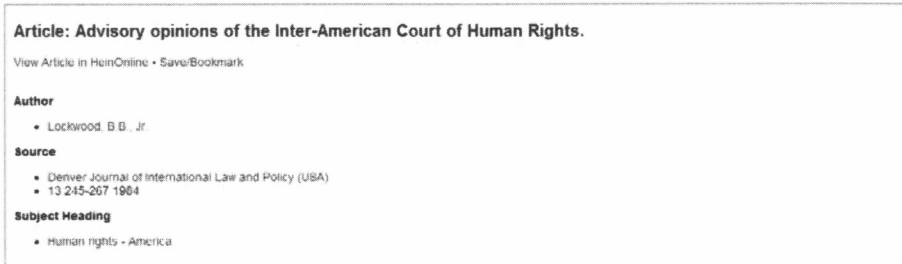 Article: Advisory opinions of the Inter-American Court of Human Rights.
View Article in HeinOnline • Save/Bookmark
Author
• Lockwood, B.B., Jr.
Source
• Denver Journal of International Law and Policy (USA)
• 13 245-267 1984
Subject Heading
• Human rights - America